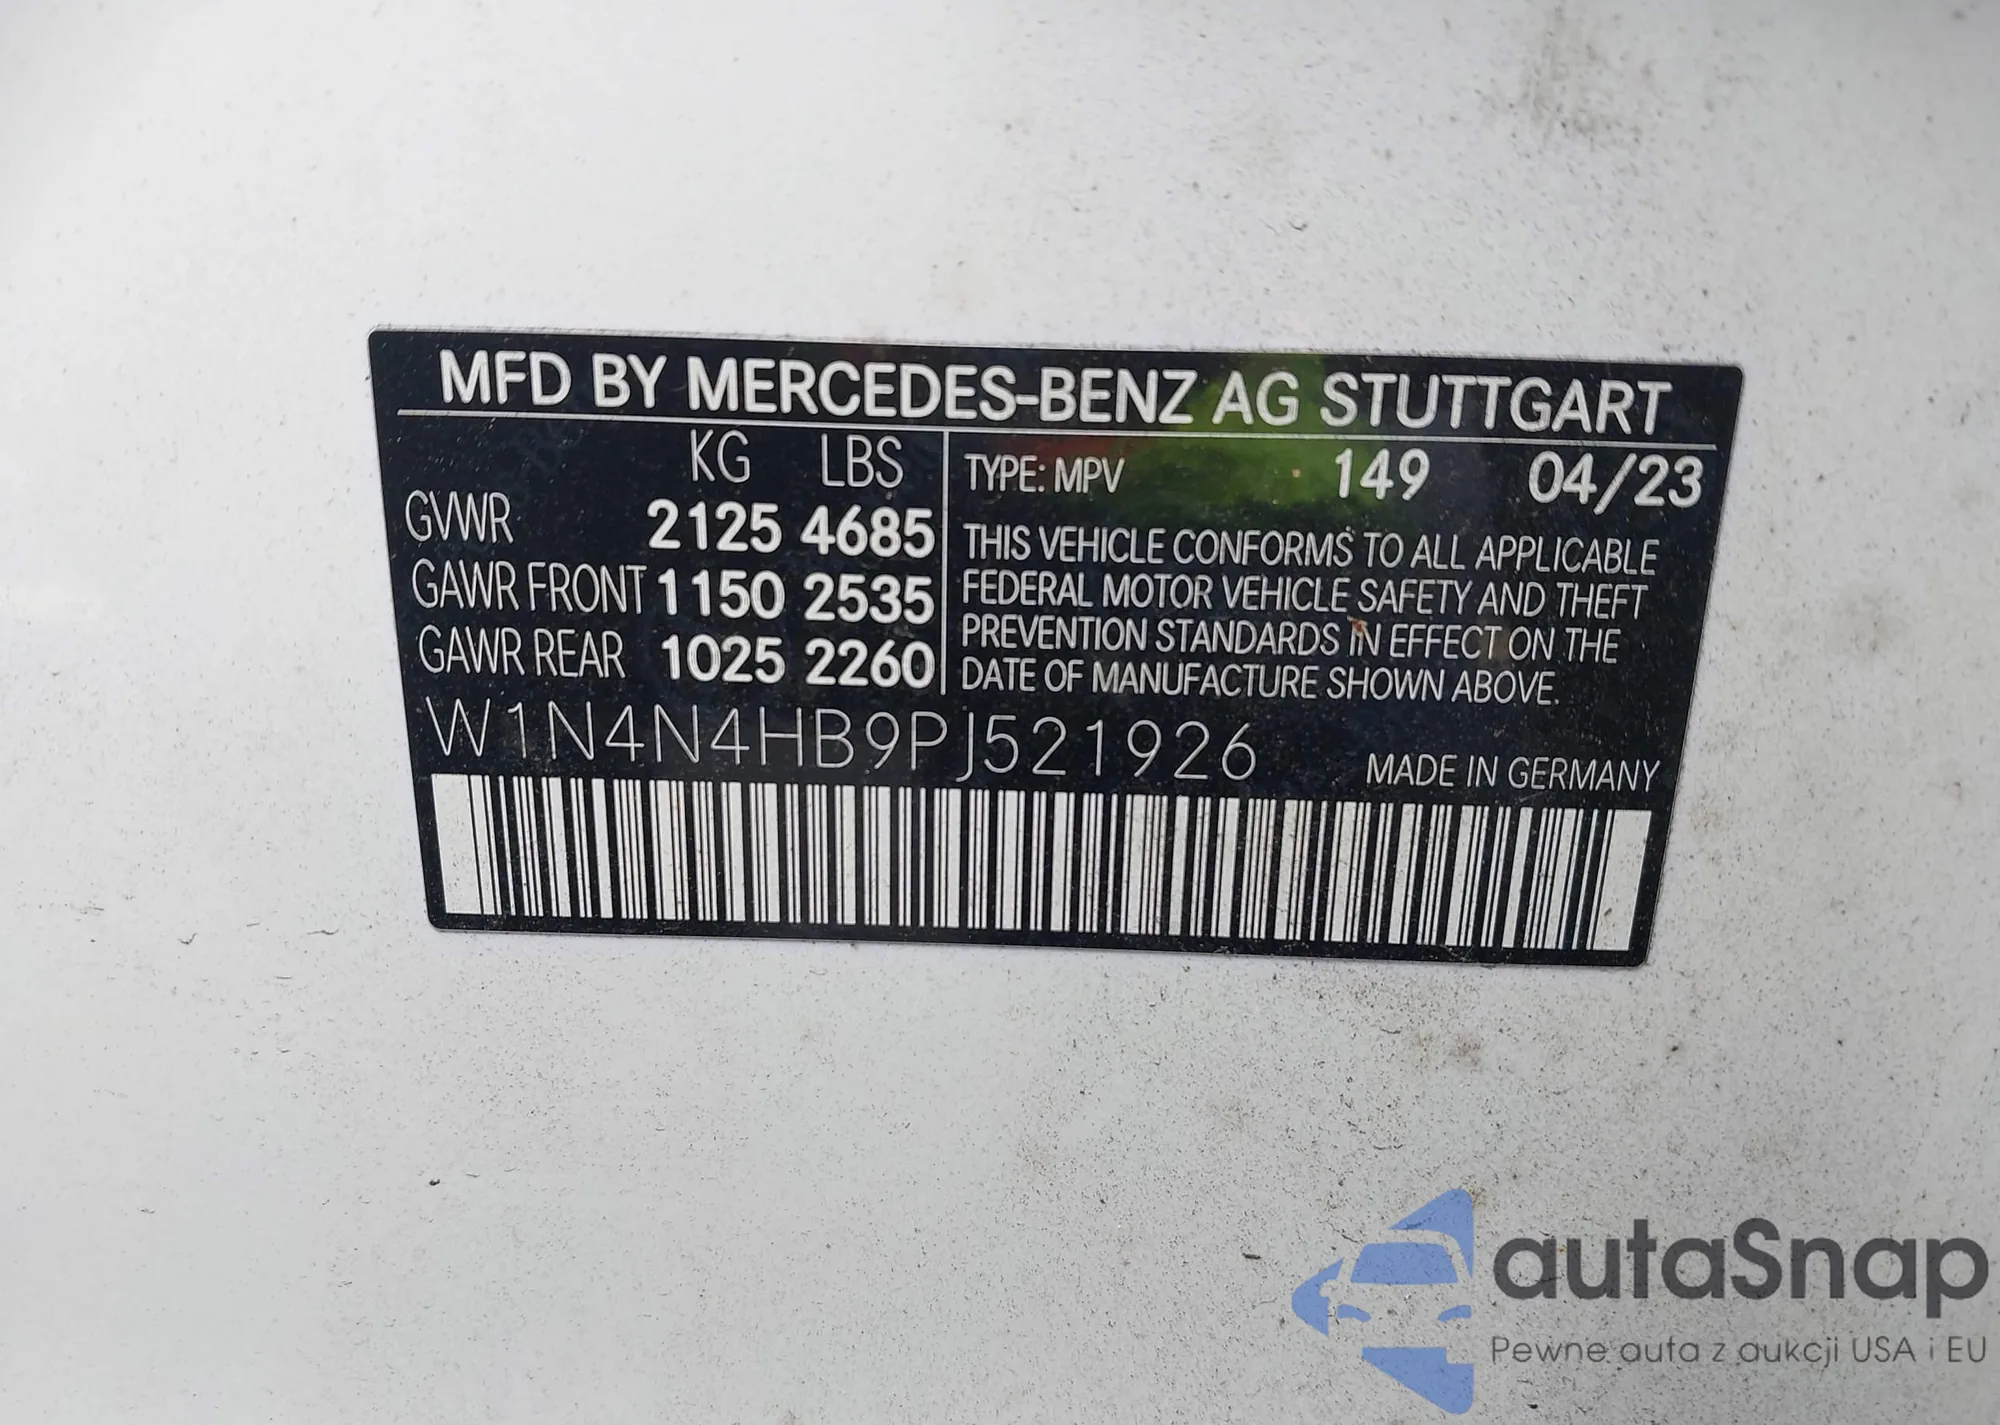 MFD BY MERCEDES-BENZ AG STUTTGART
KG LBS
GVWR 2125 4685
GAWR FRONT 1150 2535
GAWR REAR 1025 2260
TYPE: MPV 149 04/23
THIS VEHICLE CONFORMS TO ALL APPLICABLE
FEDERAL MOTOR VEHICLE SAFETY AND THEFT
PREVENTION STANDARDS IN EFFECT ON THE
DATE OF MANUFACTURE SHOWN ABOVE.
W1N4N4HB9PJ521926
MADE IN GERMANY
autaSnap
Pewne auta z aukcji USA i EU